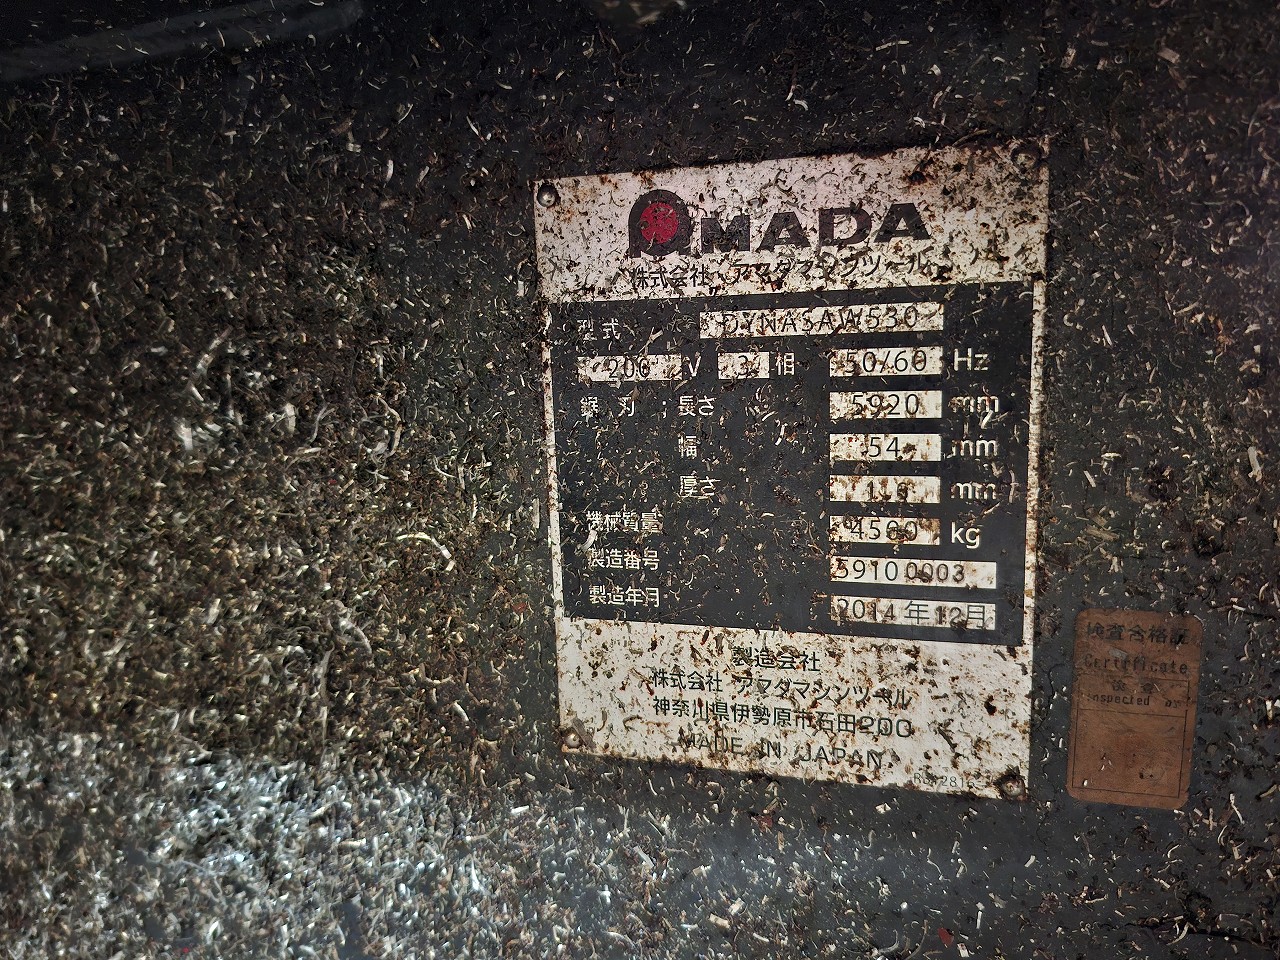 AMADA
株式会社 アマダマシンツール
型式 DYNASAW530
200 V 3 相 50/60 Hz
鋸刃 長さ 5920 mm
幅 54 mm
厚さ 1.6 mm
機械質量 4500 kg
製造番号 59100003
製造年月 2014年12月
製造会社
株式会社 アマダマシンツール
神奈川県伊勢原市石田200
MADE IN JAPAN
検査合格証
Certificate
inspected by